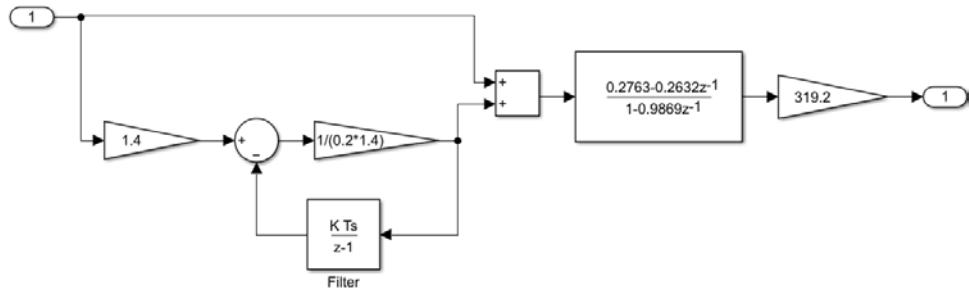 1
1.4
+
−
1/(0.2*1.4)
K Ts
z-1
Filter
+
+
0.2763-0.2632z-1
1-0.9869z-1
319.2
1